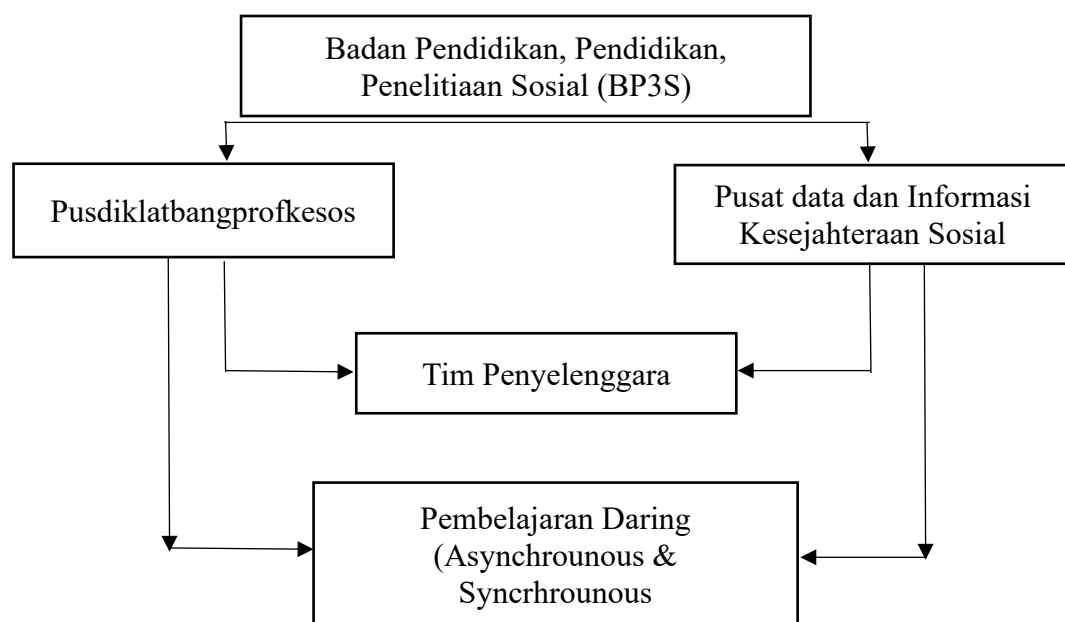 Badan Pendidikan, Pendidikan,
Penelitiaan Sosial (BP3S)
Pusdiklatbangprofkesos
Pusat data dan Informasi
Kesejahteraan Sosial
Tim Penyelenggara
Pembelajaran Daring
(Asynchrounous &
Syncrhrounous